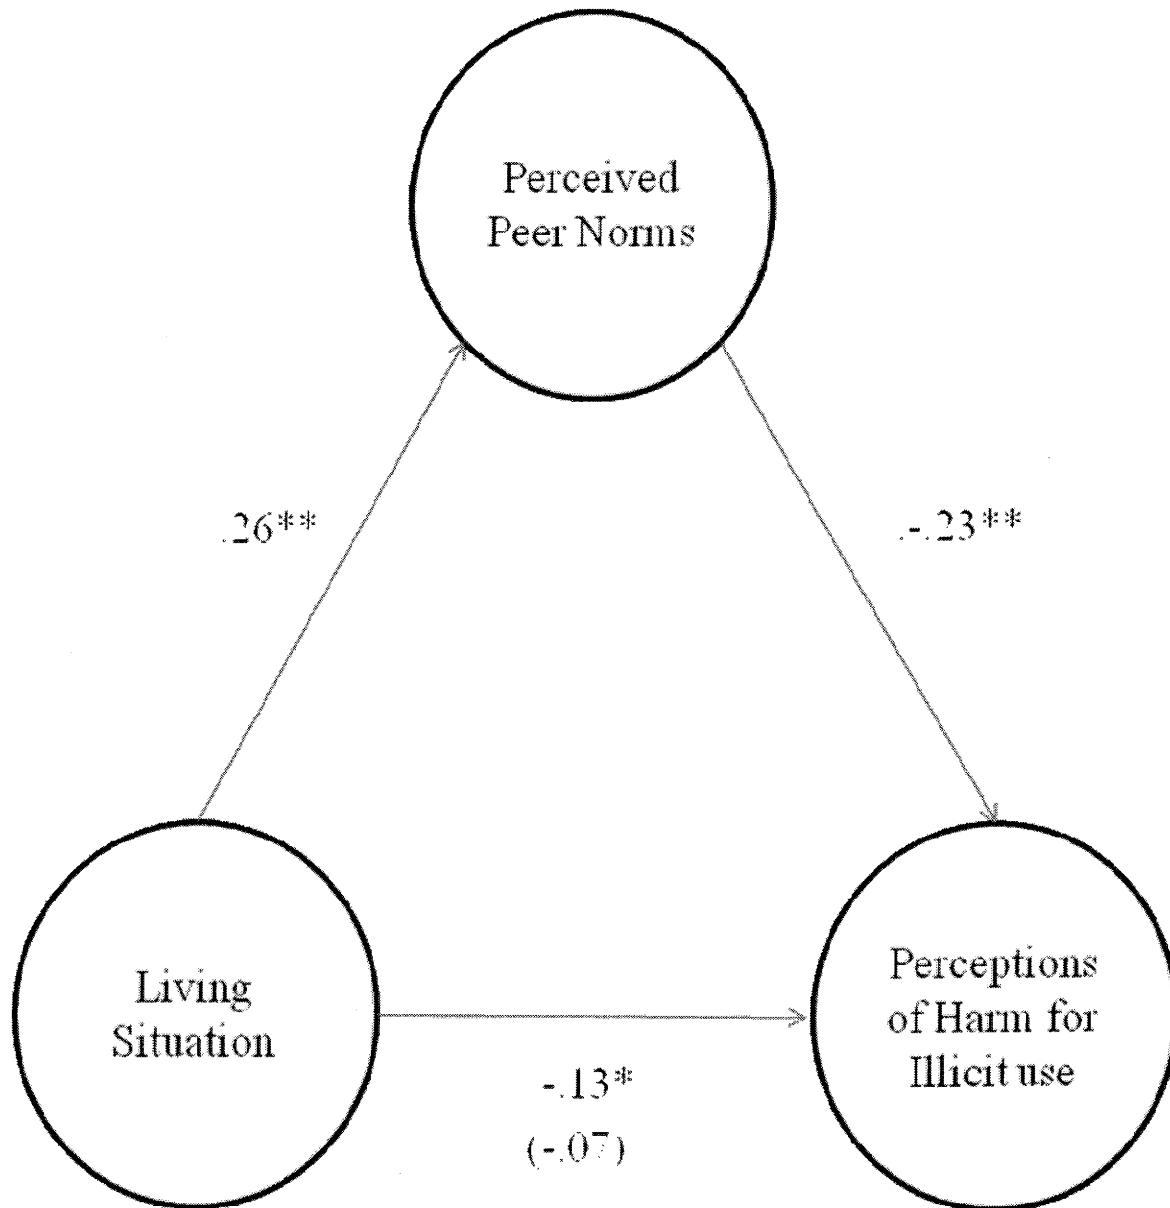 Perceived
Peer Norms
.26**
.-.23**
Living
Situation
Perceptions
of Harm for
Illicit use
-.13*
(-.07)